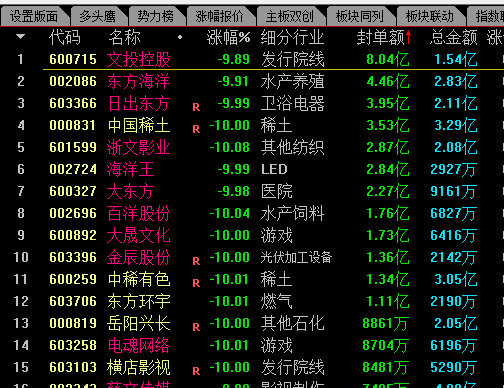 设置版面 多头鹰 势力榜 涨幅报价 主板双创 板块同列 板块联动 指数联
代码 名称 • 涨幅% 细分行业 封单额↑ 总金额
1 600715 文投控股 -9.89 发行院线 8.04亿 1.54亿
2 002086 东方海洋 -9.91 水产养殖 4.46亿 2.83亿
3 603366 日出东方 R -9.99 卫浴电器 3.95亿 2.11亿
4 000831 中国稀土 R -10.00 稀土 3.53亿 3.29亿
5 601599 浙文影业 -10.08 其他纺织 2.87亿 2.08亿
6 002724 海洋王 -9.99 LED 2.84亿 2927万
7 600327 大东方 -9.98 医院 2.27亿 9161万
8 002696 百洋股份 -10.04 水产饲料 1.76亿 6827万
9 600892 大晟文化 -10.00 游戏 1.73亿 6416万
10 603396 金辰股份 R -10.00 光伏加工设备 1.36亿 2142万
11 600259 中稀有色 R -10.01 稀土 1.34亿 3.05亿
12 603706 东方环宇 -10.01 燃气 1.11亿 2190万
13 000819 岳阳兴长 R -10.00 其他石化 8861万 2.05亿
14 603258 电魂网络 -10.01 游戏 8704万 6196万
15 603103 横店影视 R -10.00 发行院线 8481万 5290万